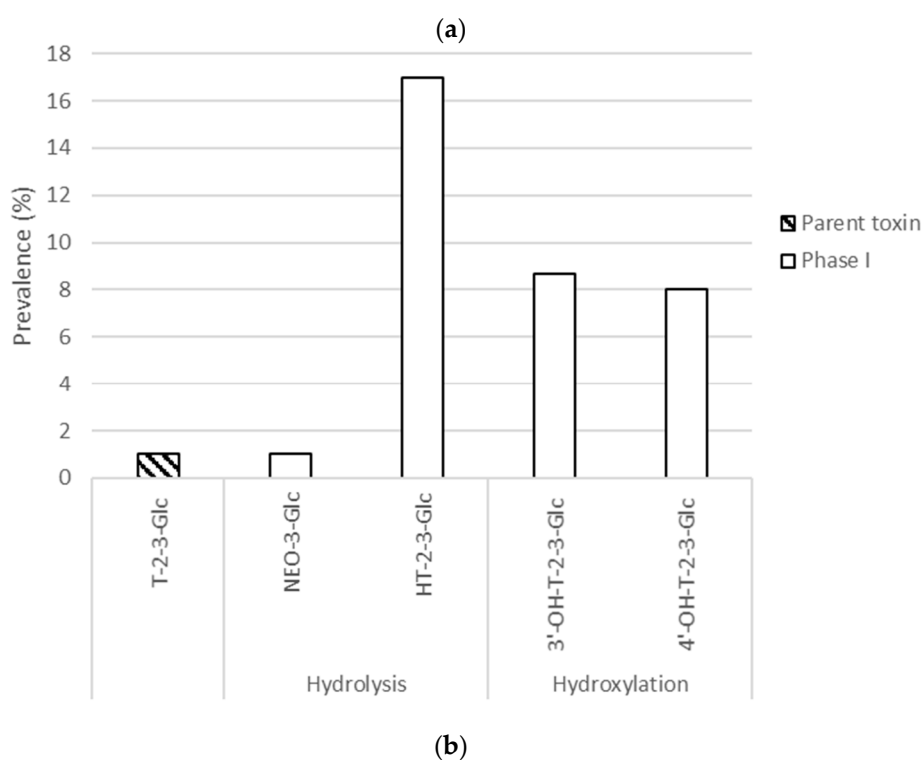 (a)
18
16
14
12
10
8
6
4
2
0
Prevalence (%)
Parent toxin
Phase I
T-2-3-Glc
NEO-3-Glc
HT-2-3-Glc
3'-OH-T-2-3-Glc
4'-OH-T-2-3-Glc
Hydrolysis
Hydroxylation
(b)